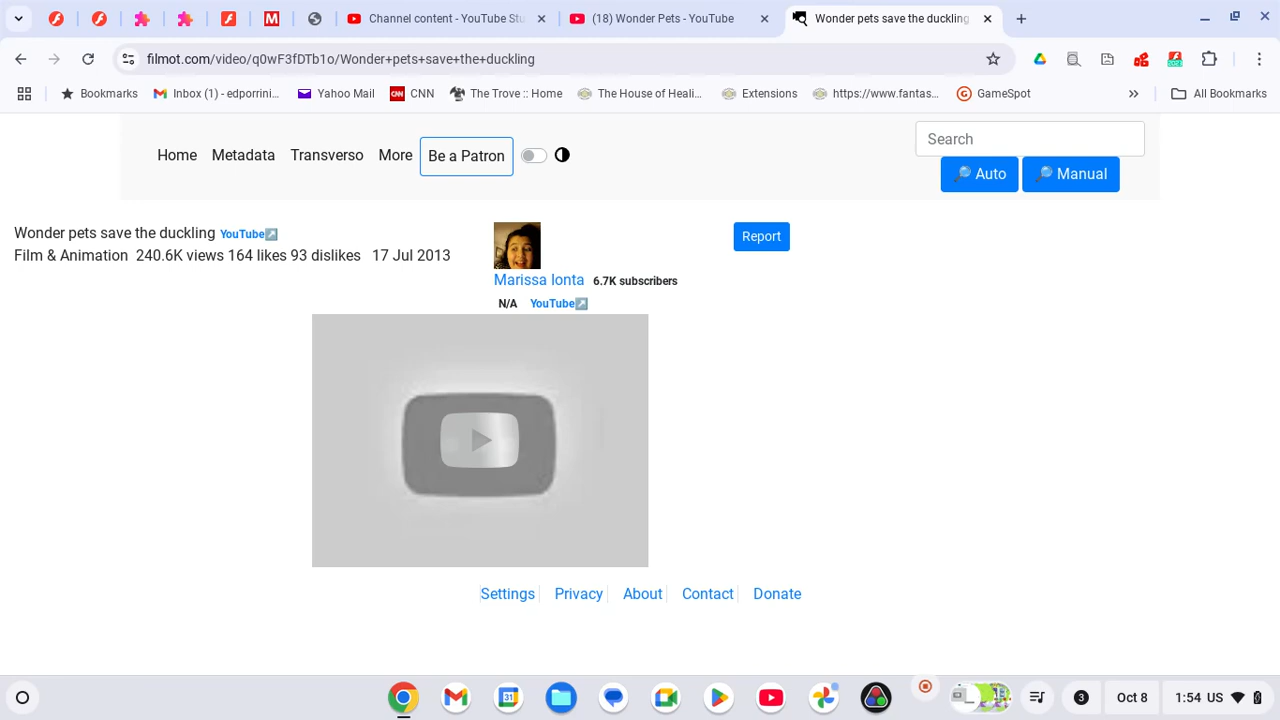 Channel content - YouTube Stu
(18) Wonder Pets - YouTube
Wonder pets save the duckling
filmot.com/video/q0wF3fDTb1o/Wonder+pets+save+the+duckling
Bookmarks
Inbox (1) - edporrini...
Yahoo Mail
CNN
The Trove :: Home
The House of Heali...
Extensions
https://www.fantas...
GameSpot
All Bookmarks
Home
Metadata
Transverso
More
Be a Patron
Search
Auto
Manual
Wonder pets save the duckling YouTube
Film & Animation 240.6K views 164 likes 93 dislikes 17 Jul 2013
Marissa Ionta 6.7K subscribers
N/A YouTube
Report
Settings
Privacy
About
Contact
Donate
3
Oct 8
1:54 US